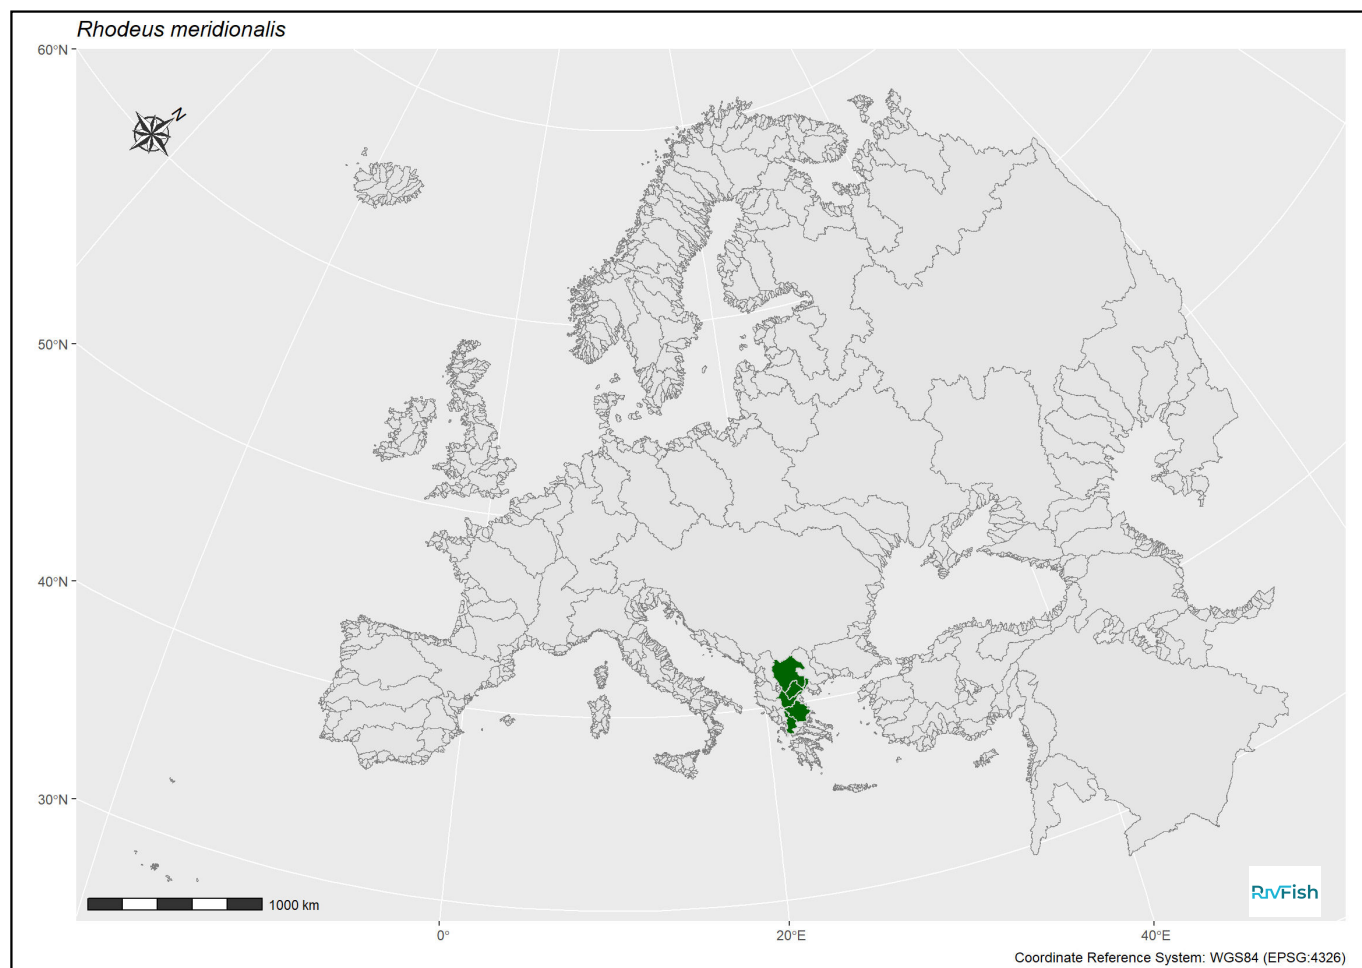 Rhodeus meridionalis
60°N
N
50°N
40°N
30°N
1000 km
RivFish
0°
20°E
40°E
Coordinate Reference System: WGS84 (EPSG:4326)